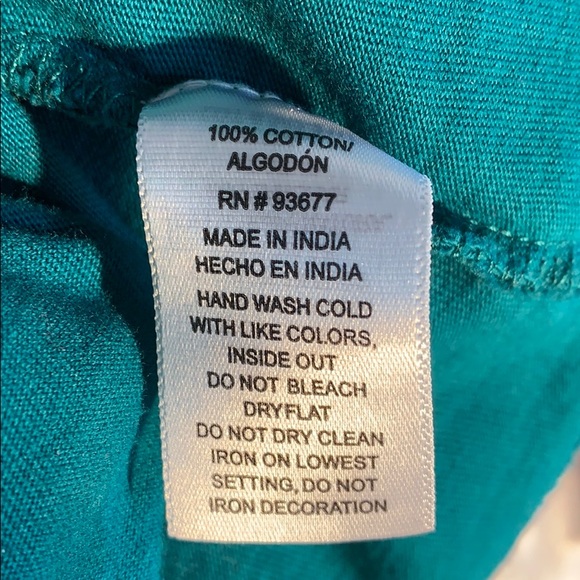 100% COTTON/
ALGODÓN
RN # 93677
MADE IN INDIA
HECHO EN INDIA
HAND WASH COLD
WITH LIKE COLORS,
INSIDE OUT
DO NOT BLEACH
DRYFLAT
DO NOT DRY CLEAN
IRON ON LOWEST
SETTING, DO NOT
IRON DECORATION